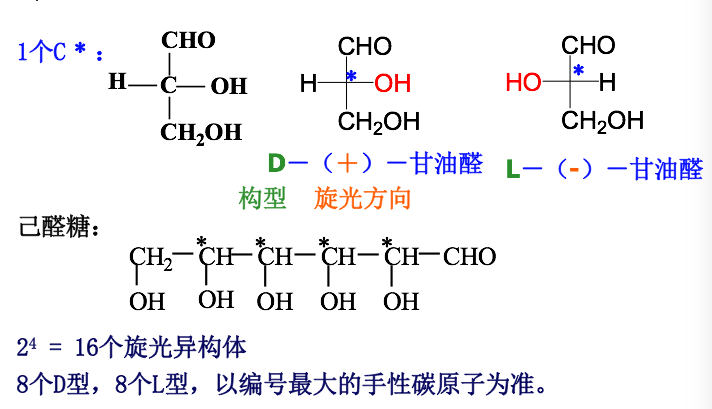 1个C＊：
CHO
H—C—OH
CH₂OH
CHO
*
H OH
CH₂OH
CHO
*
HO H
CH₂OH
D—（+）—甘油醛
L—（-）—甘油醛
构型 旋光方向
己醛糖：
* * * *
CH₂—CH—CH—CH—CH—CHO
OH OH OH OH OH
2⁴ = 16个旋光异构体
8个D型，8个L型，以编号最大的手性碳原子为准。